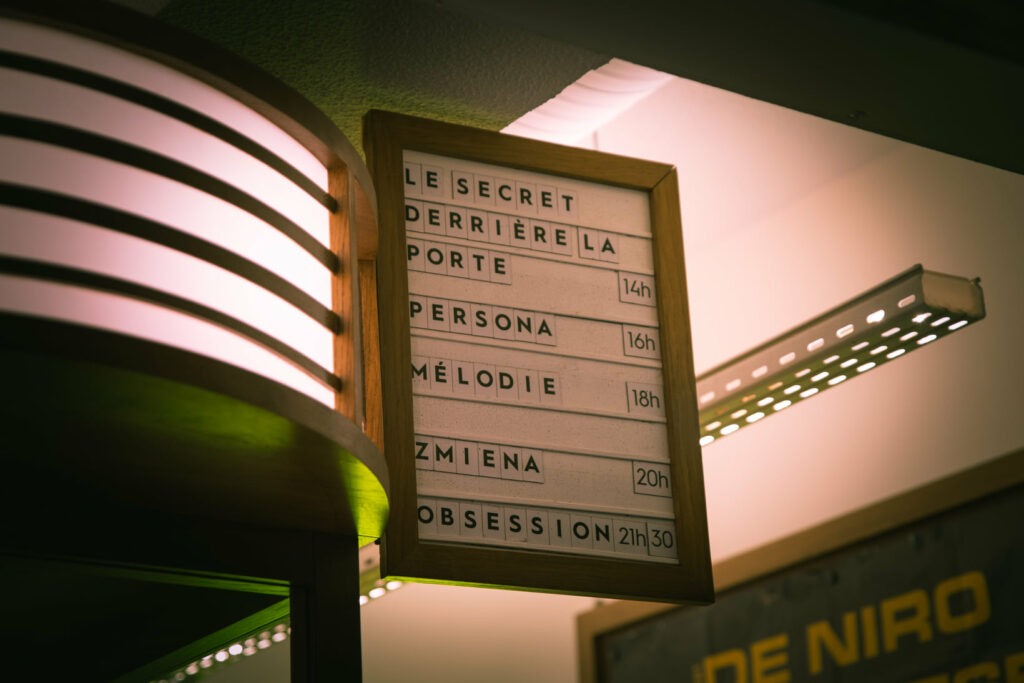 LE SECRET
DERRIÈRE LA
PORTE 14h
PERSONA 16h
MÉLODIE 18h
ZMIENA 20h
OBSESSION 21h30
DE NIRO